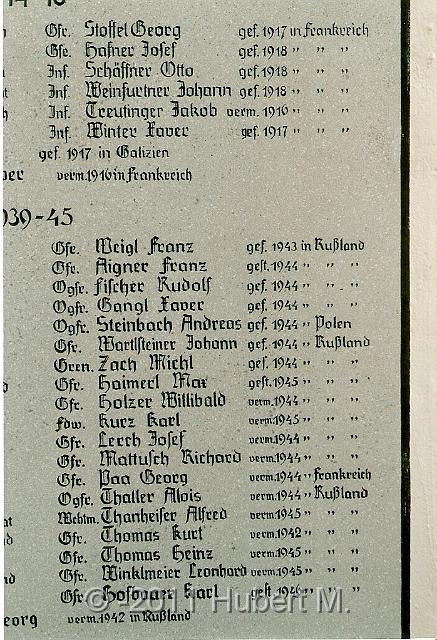 14-18
Gfr. Stoffel Georg gef. 1917 in Frankreich
Gfr. Hafner Josef gef. 1918 " " "
Inf. Schäffner Otto gef. 1918 " " "
Inf. Weinfurtner Johann gef. 1918 " " "
Inf. Treutinger Jakob verm. 1916 " " "
Inf. Winter Xaver gef. 1917 " " "
gef. 1917 in Galizien
verm. 1916 in Frankreich
939-45
Gfr. Weigl Franz gef. 1943 in Rußland
Gfr. Aigner Franz gest. 1944 " " "
Ogfr. Fischer Rudolf gef. 1944 " " "
Ogfr. Gangl Xaver gef. 1944 " " "
Ogfr. Steinbach Andreas gef. 1944 " Polen
Gfr. Wartlsteiner Johann gef. 1944 " Rußland
Gren. Zach Michl gef. 1944 " " "
Gfr. Haimerl Max gest. 1945 " " "
Gfr. Holzer Willibald verm. 1944 " " "
Fdw. Kurz Karl verm. 1945 " " "
Gfr. Lerch Josef verm. 1944 " " "
Gfr. Mattusch Richard verm. 1944 " " "
Gfr. Paa Georg verm. 1944 " Frankreich
Ogfr. Thaller Alois verm. 1944 " Rußland
Wchtm. Thanheiser Alfred verm. 1945 " " "
Gfr. Thomas Kurt verm. 1942 " " "
Gfr. Thomas Heinz verm. 1945 " " "
Gfr. Winklmeier Leonhard verm. 1945 " " "
Gfr. Karl gest. 1946 " " "
© -2011 Hubert M.
eorg verm. 1942 in Rußland